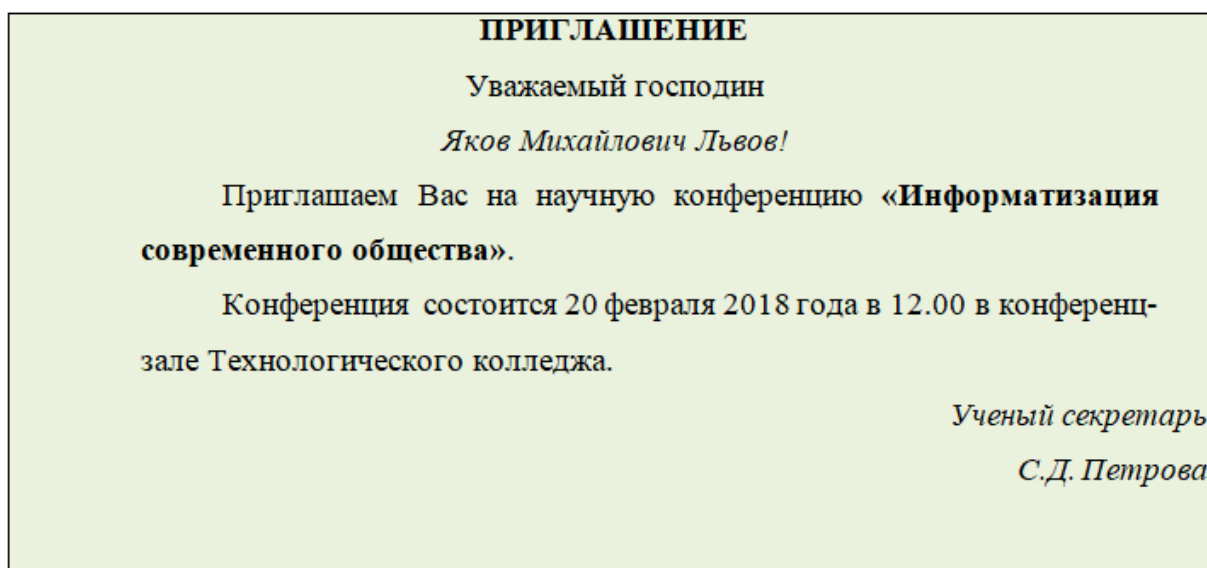 ПРИГЛАШЕНИЕ
Уважаемый господин
Яков Михайлович Львов!
Приглашаем Вас на научную конференцию «Информатизация
современного общества».
Конференция состоится 20 февраля 2018 года в 12.00 в конференц-
зале Технологического колледжа.
Ученый секретарь
С.Д. Петрова